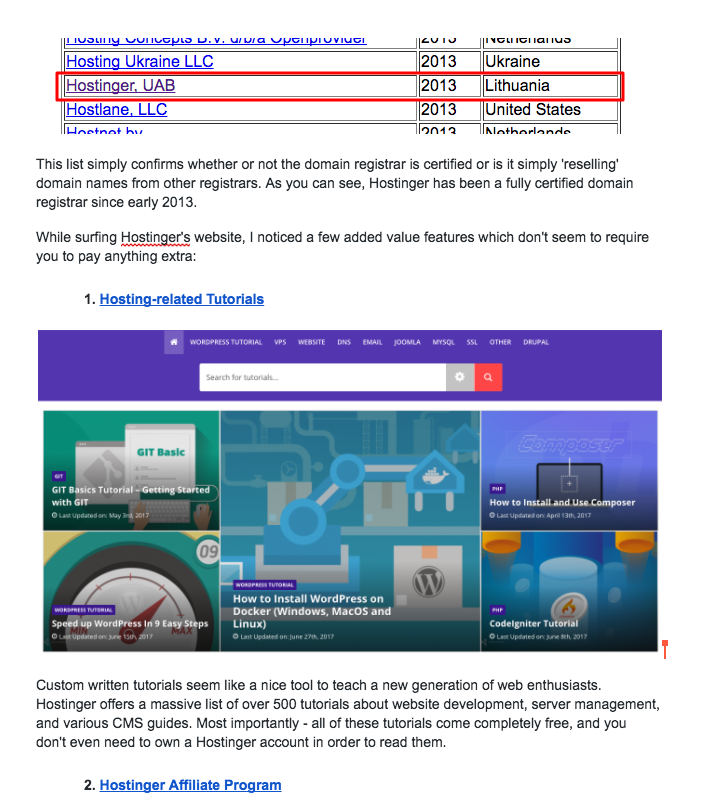 Hosting Concepts B.V. d/b/a Openprovider 2013 Netherlands
Hosting Ukraine LLC 2013 Ukraine
Hostinger, UAB 2013 Lithuania
Hostlane, LLC 2013 United States
Hostnet bv 2013 Netherlands
This list simply confirms whether or not the domain registrar is certified or is it simply 'reselling'
domain names from other registrars. As you can see, Hostinger has been a fully certified domain
registrar since early 2013.
While surfing Hostinger's website, I noticed a few added value features which don't seem to require
you to pay anything extra:
1. Hosting-related Tutorials
WORDPRESS TUTORIAL VPS WEBSITE DNS EMAIL JOOMLA MYSQL SSL OTHER DRUPAL
Search for tutorials...
GIT Basic
GIT
GIT Basics Tutorial – Getting Started
with GIT
Last Updated on: May 3rd, 2017
09
MIN MAX
WORDPRESS TUTORIAL
Speed up WordPress In 9 Easy Steps
Last Updated on: June 15th, 2017
WORDPRESS TUTORIAL
How to Install WordPress on
Docker (Windows, MacOS and
Linux)
Last Updated on: June 27th, 2017
Composer
PHP
How to Install and Use Composer
Last Updated on: April 13th, 2017
PHP
CodeIgniter Tutorial
Last Updated on: June 8th, 2017
Custom written tutorials seem like a nice tool to teach a new generation of web enthusiasts.
Hostinger offers a massive list of over 500 tutorials about website development, server management,
and various CMS guides. Most importantly - all of these tutorials come completely free, and you
don't even need to own a Hostinger account in order to read them.
2. Hostinger Affiliate Program